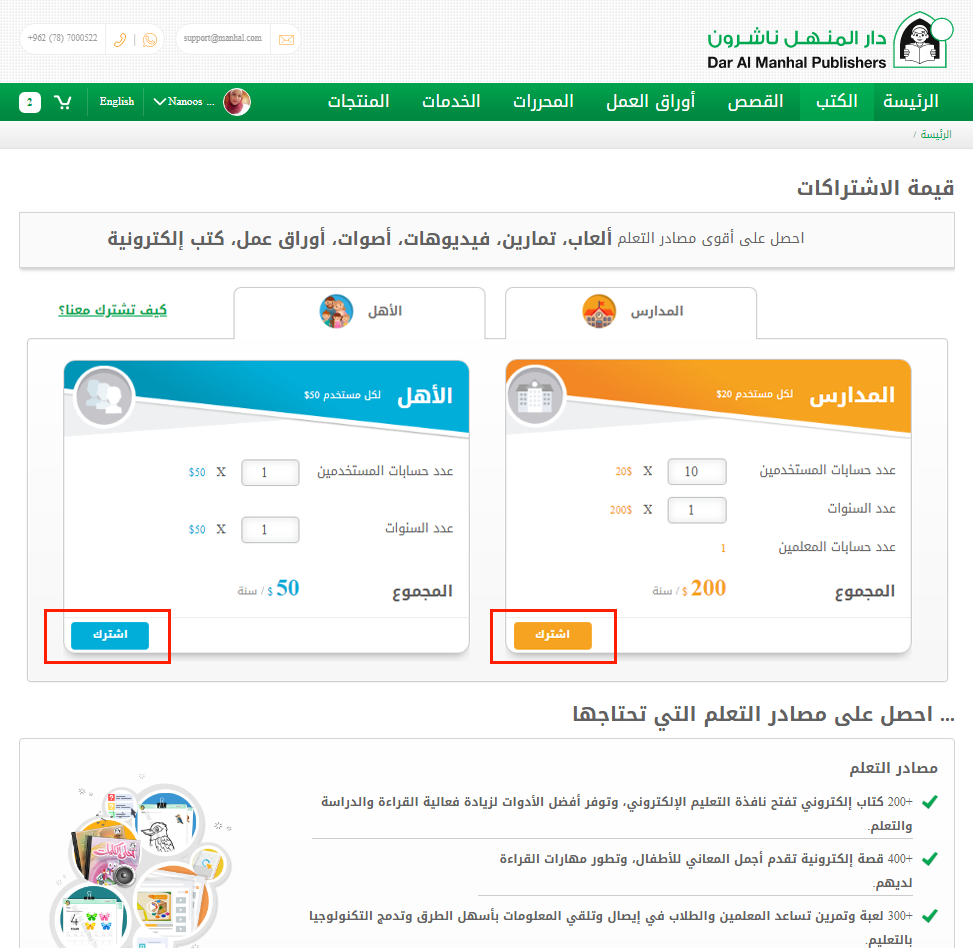 دار المنهل ناشرون
Dar Al Manhal Publishers
support@manhal.com
+962 (78) 7000522 |
الرئيسة الكتب القصص أوراق العمل المحررات الخدمات المنتجات
Nanoos ... English 2
الرئيسة /
قيمة الاشتراكات
احصل على أقوى مصادر التعلم ألعاب، تمارين، فيديوهات، أصوات، أوراق عمل، كتب إلكترونية
المدارس
الأهل
كيف تشترك معنا؟
المدارس لكل مستخدم 20$
عدد حسابات المستخدمين 10 X 20$
عدد السنوات 1 X 200$
عدد حسابات المعلمين 1
المجموع 200 $ / سنة
اشترك
الأهل لكل مستخدم 50$
عدد حسابات المستخدمين 1 X $50
عدد السنوات 1 X $50
المجموع 50 $ / سنة
اشترك
... احصل على مصادر التعلم التي تحتاجها
مصادر التعلم
+200 كتاب إلكتروني تفتح نافذة التعليم الإلكتروني، وتوفر أفضل الأدوات لزيادة فعالية القراءة والدراسة
والتعلم.
+400 قصة إلكترونية تقدم أجمل المعاني للأطفال، وتطور مهارات القراءة
لديهم.
+300 لعبة وتمرين تساعد المعلمين والطلاب في إيصال وتلقي المعلومات بأسهل الطرق وتدمج التكنولوجيا
بالتعليم.
4